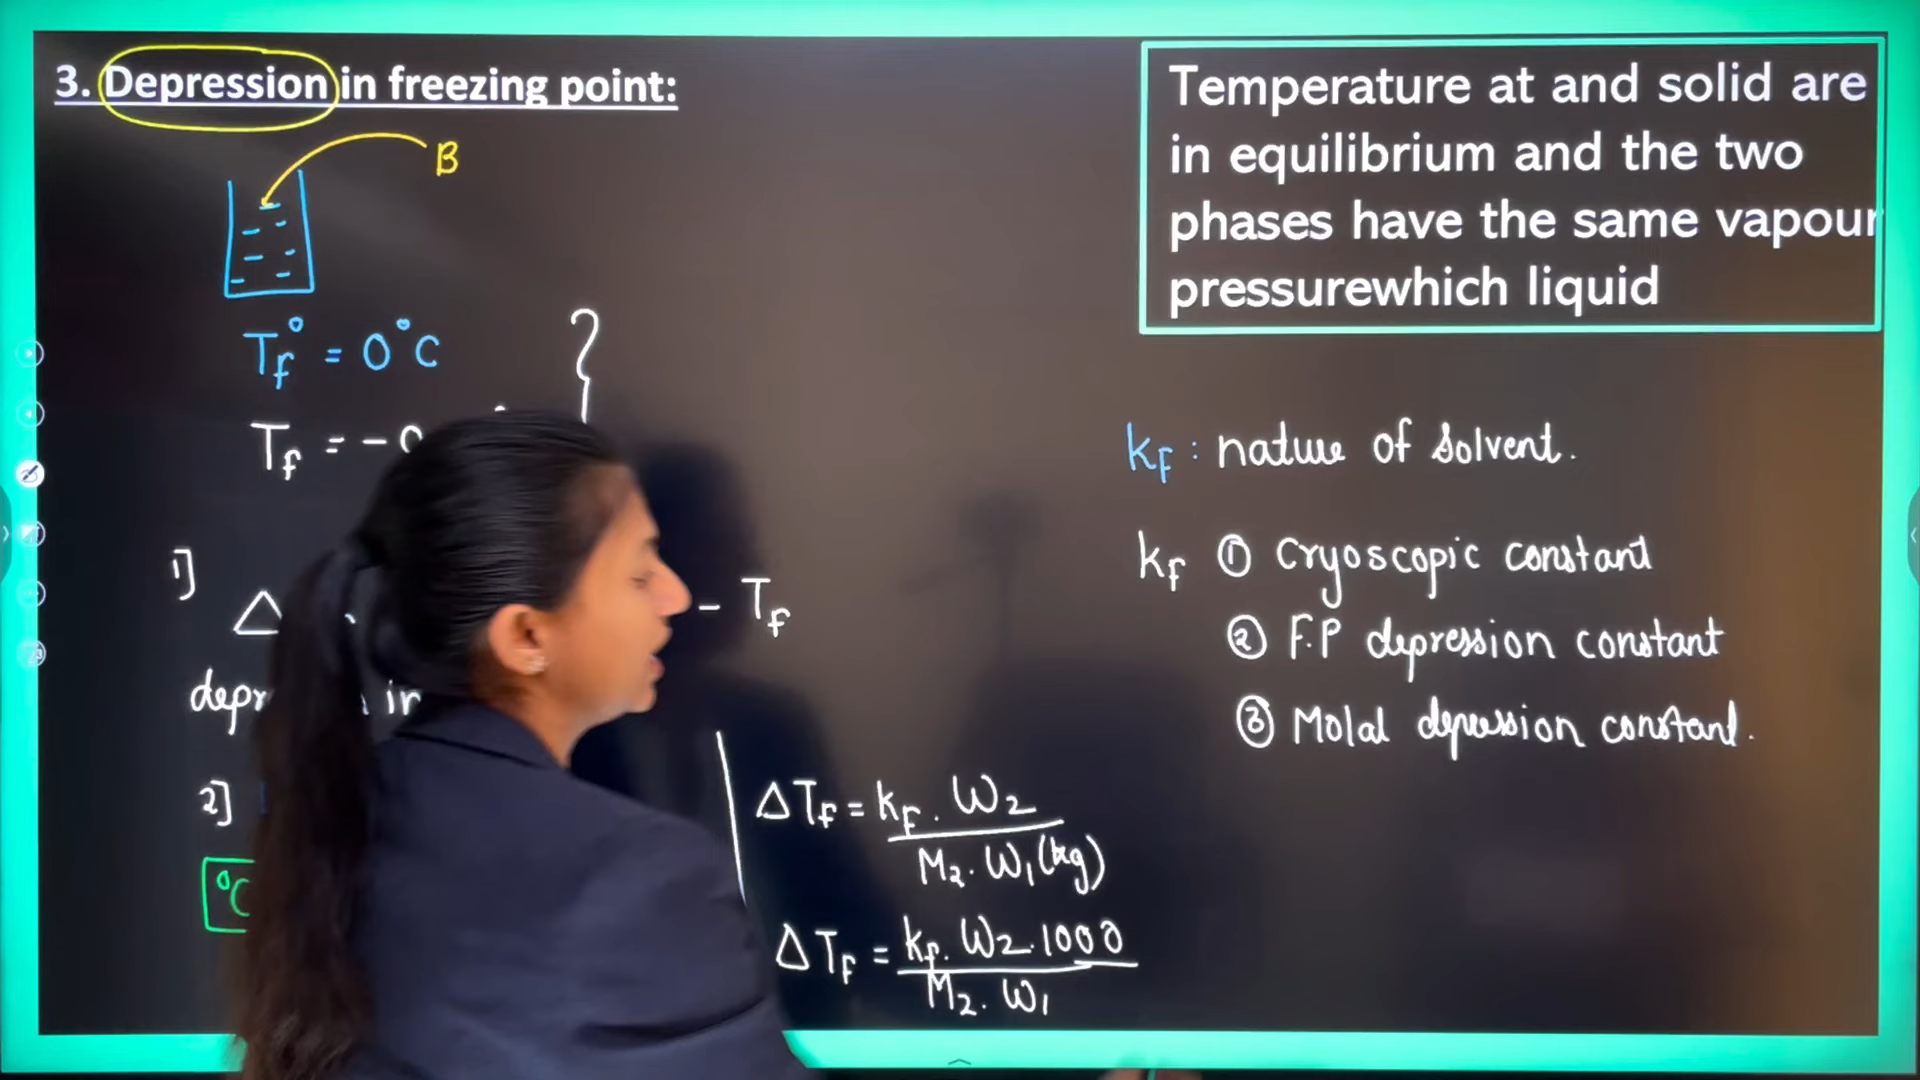 3. Depression in freezing point:
B
Tf° = 0°C
Tf = - 0
1]
Δ - Tf
in
2]
°C
ΔTf = kf. W2
M2. W1(kg)
ΔTf = kf. W2.1000
M2. W1
Temperature at and solid are
in equilibrium and the two
phases have the same vapour
pressurewhich liquid
kf : nature of solvent.
kf ① Cryoscopic constant
② F.P depression constant
③ Molal depression constant.